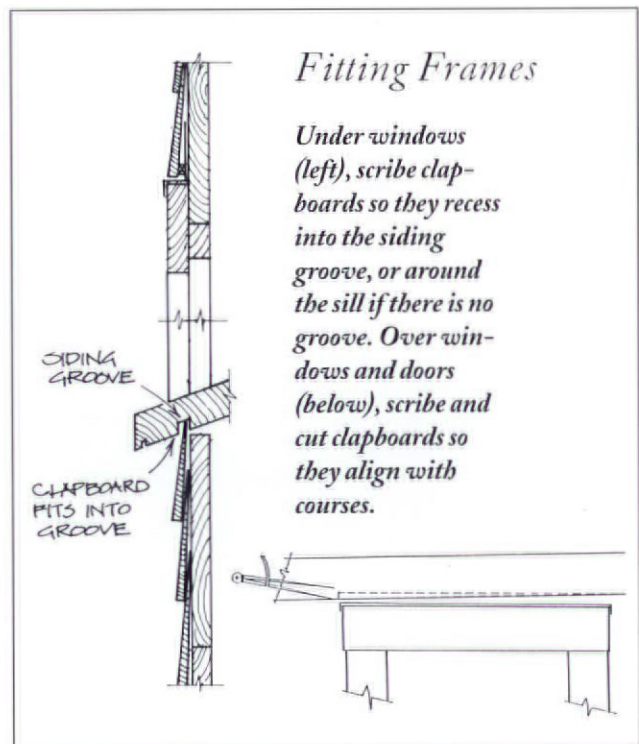 Fitting Frames
Under windows
(left), scribe clap-
boards so they recess
into the siding
groove, or around
the sill if there is no
groove. Over win-
dows and doors
(below), scribe and
cut clapboards so
they align with
courses.
SIDING
GROOVE
CLAPBOARD
FITS INTO
GROOVE